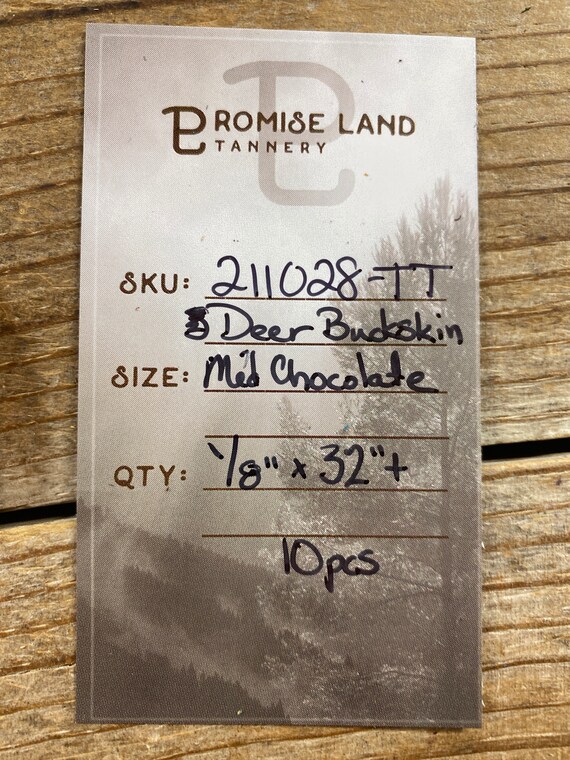 PROMISE LAND
TANNERY
SKU: 211028-TT
Deer Buckskin
SIZE: Med Chocolate
QTY: 1/8" x 32"+
10pcs